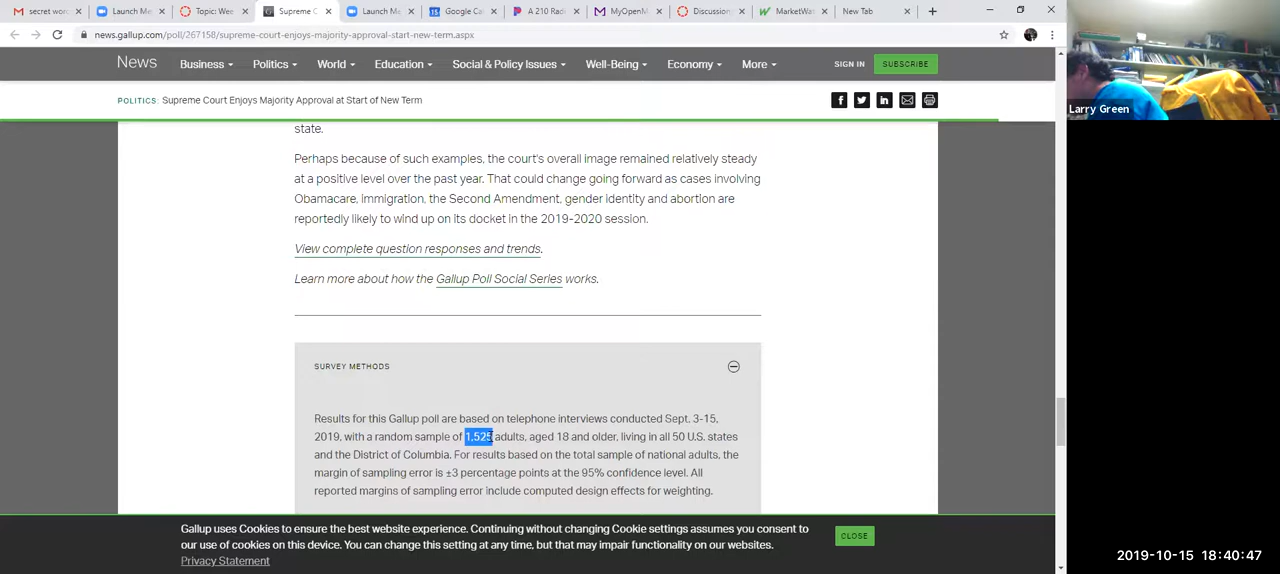 secret wor
Launch Me
Topic: Wee
Supreme C
Launch Me
Google Cal
A 210 Radi
MyOpenM
Discussion
MarketWat
New Tab
news.gallup.com/poll/267158/supreme-court-enjoys-majority-approval-start-new-term.aspx
News Business Politics World Education Social & Policy Issues Well-Being Economy More SIGN IN SUBSCRIBE
POLITICS: Supreme Court Enjoys Majority Approval at Start of New Term
Larry Green
state.
Perhaps because of such examples, the court's overall image remained relatively steady
at a positive level over the past year. That could change going forward as cases involving
Obamacare, immigration, the Second Amendment, gender identity and abortion are
reportedly likely to wind up on its docket in the 2019-2020 session.
View complete question responses and trends.
Learn more about how the Gallup Poll Social Series works.
SURVEY METHODS
Results for this Gallup poll are based on telephone interviews conducted Sept. 3-15,
2019, with a random sample of 1,525 adults, aged 18 and older, living in all 50 U.S. states
and the District of Columbia. For results based on the total sample of national adults, the
margin of sampling error is ±3 percentage points at the 95% confidence level. All
reported margins of sampling error include computed design effects for weighting.
Gallup uses Cookies to ensure the best website experience. Continuing without changing Cookie settings assumes you consent to
our use of cookies on this device. You can change this setting at any time, but that may impair functionality on our websites.
Privacy Statement
CLOSE
2019-10-15 18:40:47